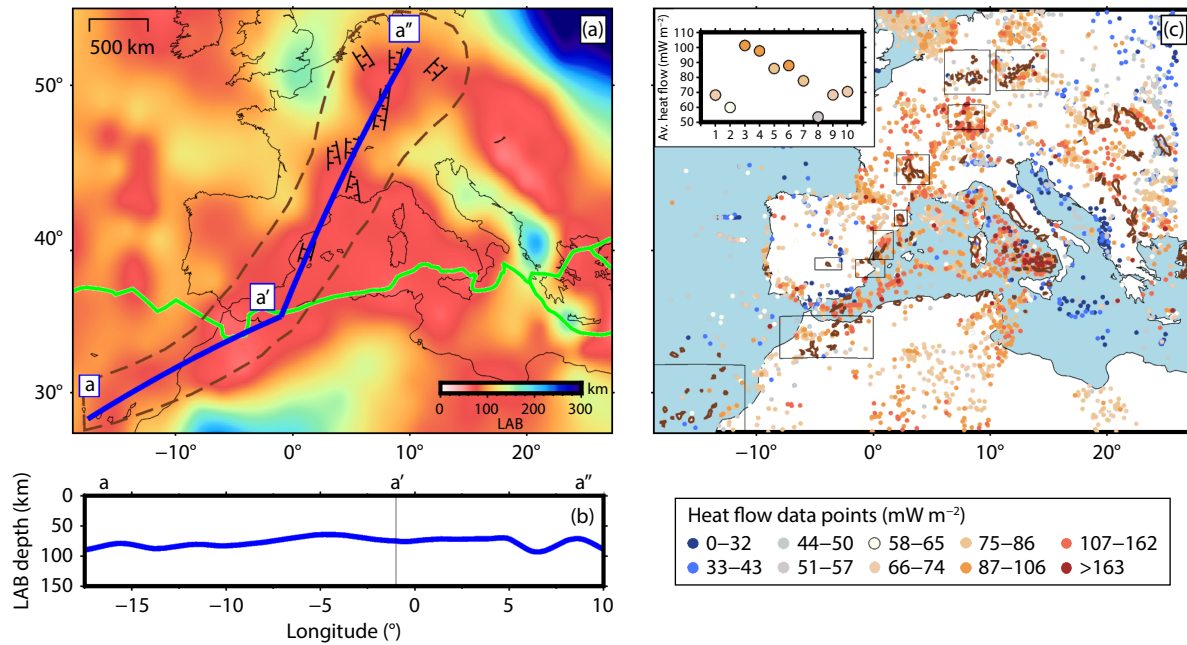 500 km
(a)
a″
a′
a
50°
40°
30°
km
0 100 200 300
LAB
−10° 0° 10° 20°
(c)
Av. heat flow (mW m⁻²)
110
100
90
80
70
60
50
1 2 3 4 5 6 7 8 9 10
50°
40°
30°
−10° 0° 10° 20°
a a′ a″
LAB depth (km)
0
50
100
150
(b)
−15 −10 −5 0 5 10
Longitude (°)
Heat flow data points (mW m⁻²)
0−32 44−50 58−65 75−86 107−162
33−43 51−57 66−74 87−106 >163